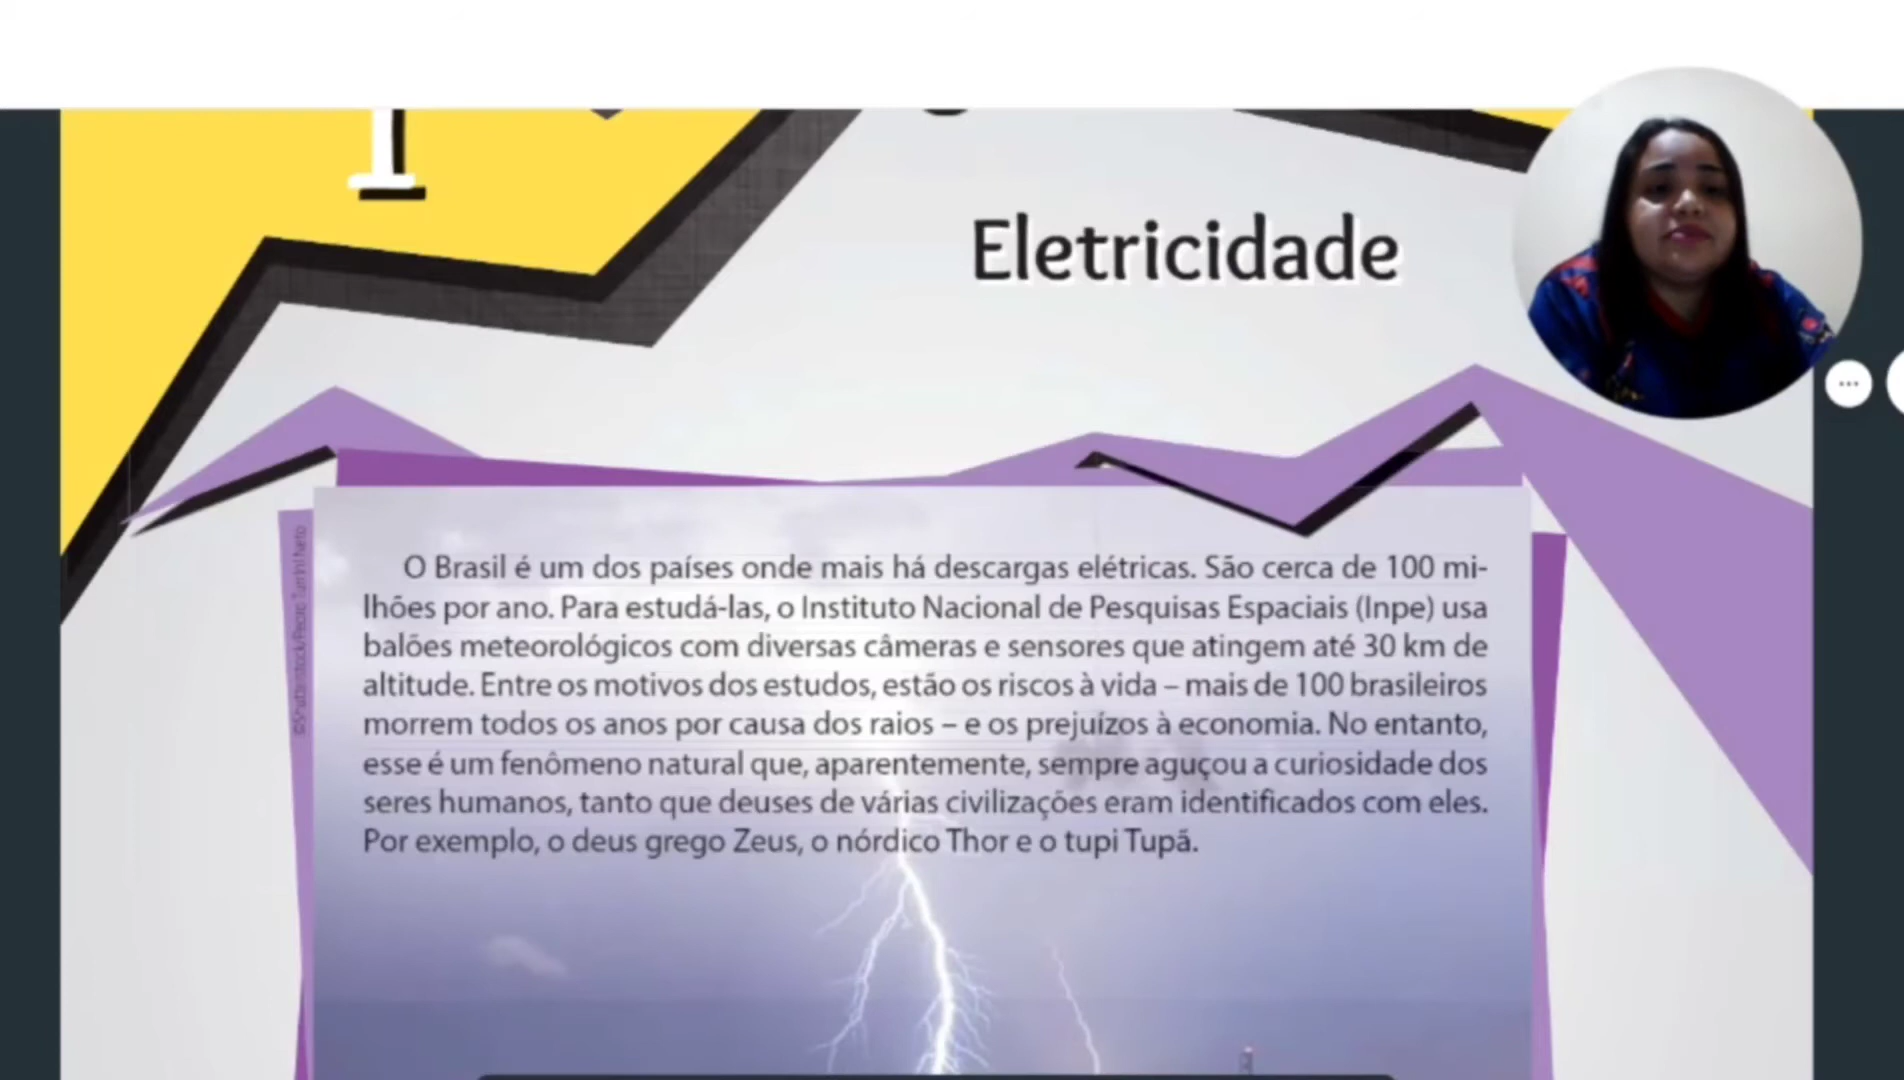 Eletricidade
O Brasil é um dos países onde mais há descargas elétricas. São cerca de 100 mi-
lhões por ano. Para estudá-las, o Instituto Nacional de Pesquisas Espaciais (Inpe) usa
balões meteorológicos com diversas câmeras e sensores que atingem até 30 km de
altitude. Entre os motivos dos estudos, estão os riscos à vida – mais de 100 brasileiros
morrem todos os anos por causa dos raios – e os prejuízos à economia. No entanto,
esse é um fenômeno natural que, aparentemente, sempre aguçou a curiosidade dos
seres humanos, tanto que deuses de várias civilizações eram identificados com eles.
Por exemplo, o deus grego Zeus, o nórdico Thor e o tupi Tupã.